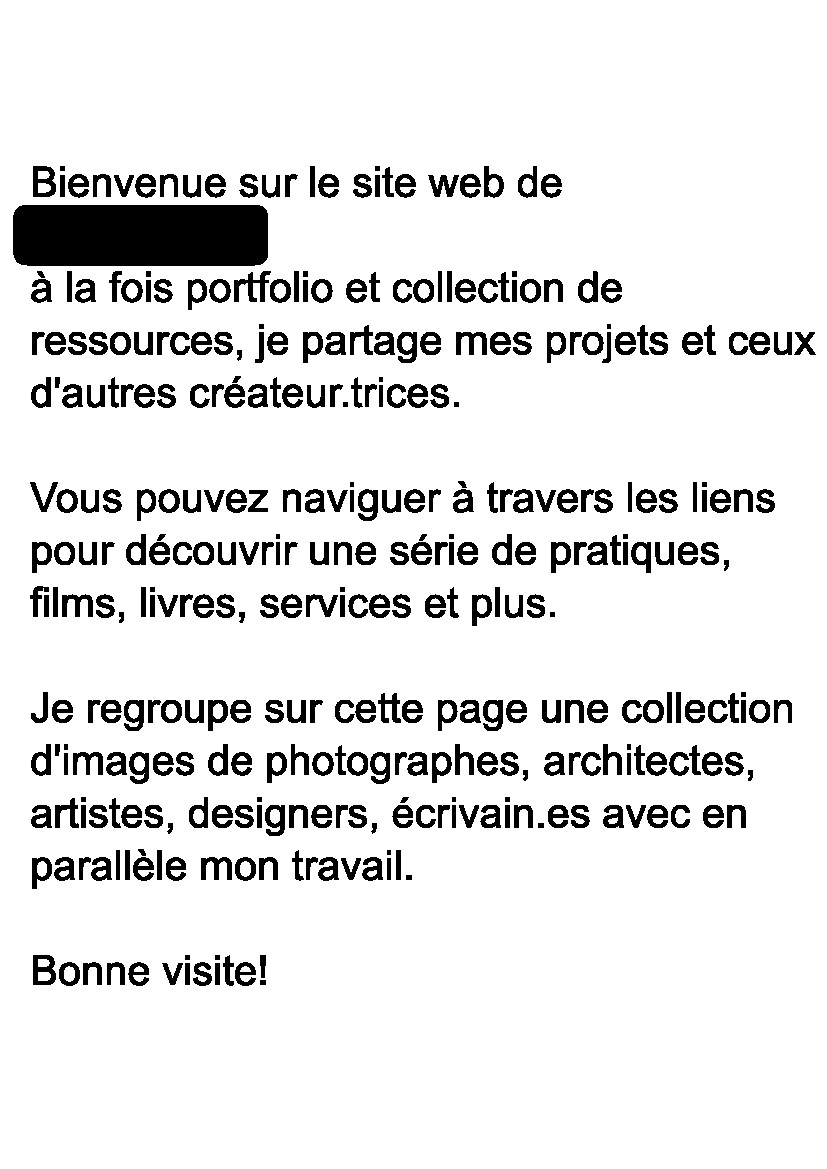 Bienvenue sur le site web de
à la fois portfolio et collection de
ressources, je partage mes projets et ceux
d'autres créateur.trices.
Vous pouvez naviguer à travers les liens
pour découvrir une série de pratiques,
films, livres, services et plus.
Je regroupe sur cette page une collection
d'images de photographes, architectes,
artistes, designers, écrivain.es avec en
parallèle mon travail.
Bonne visite!